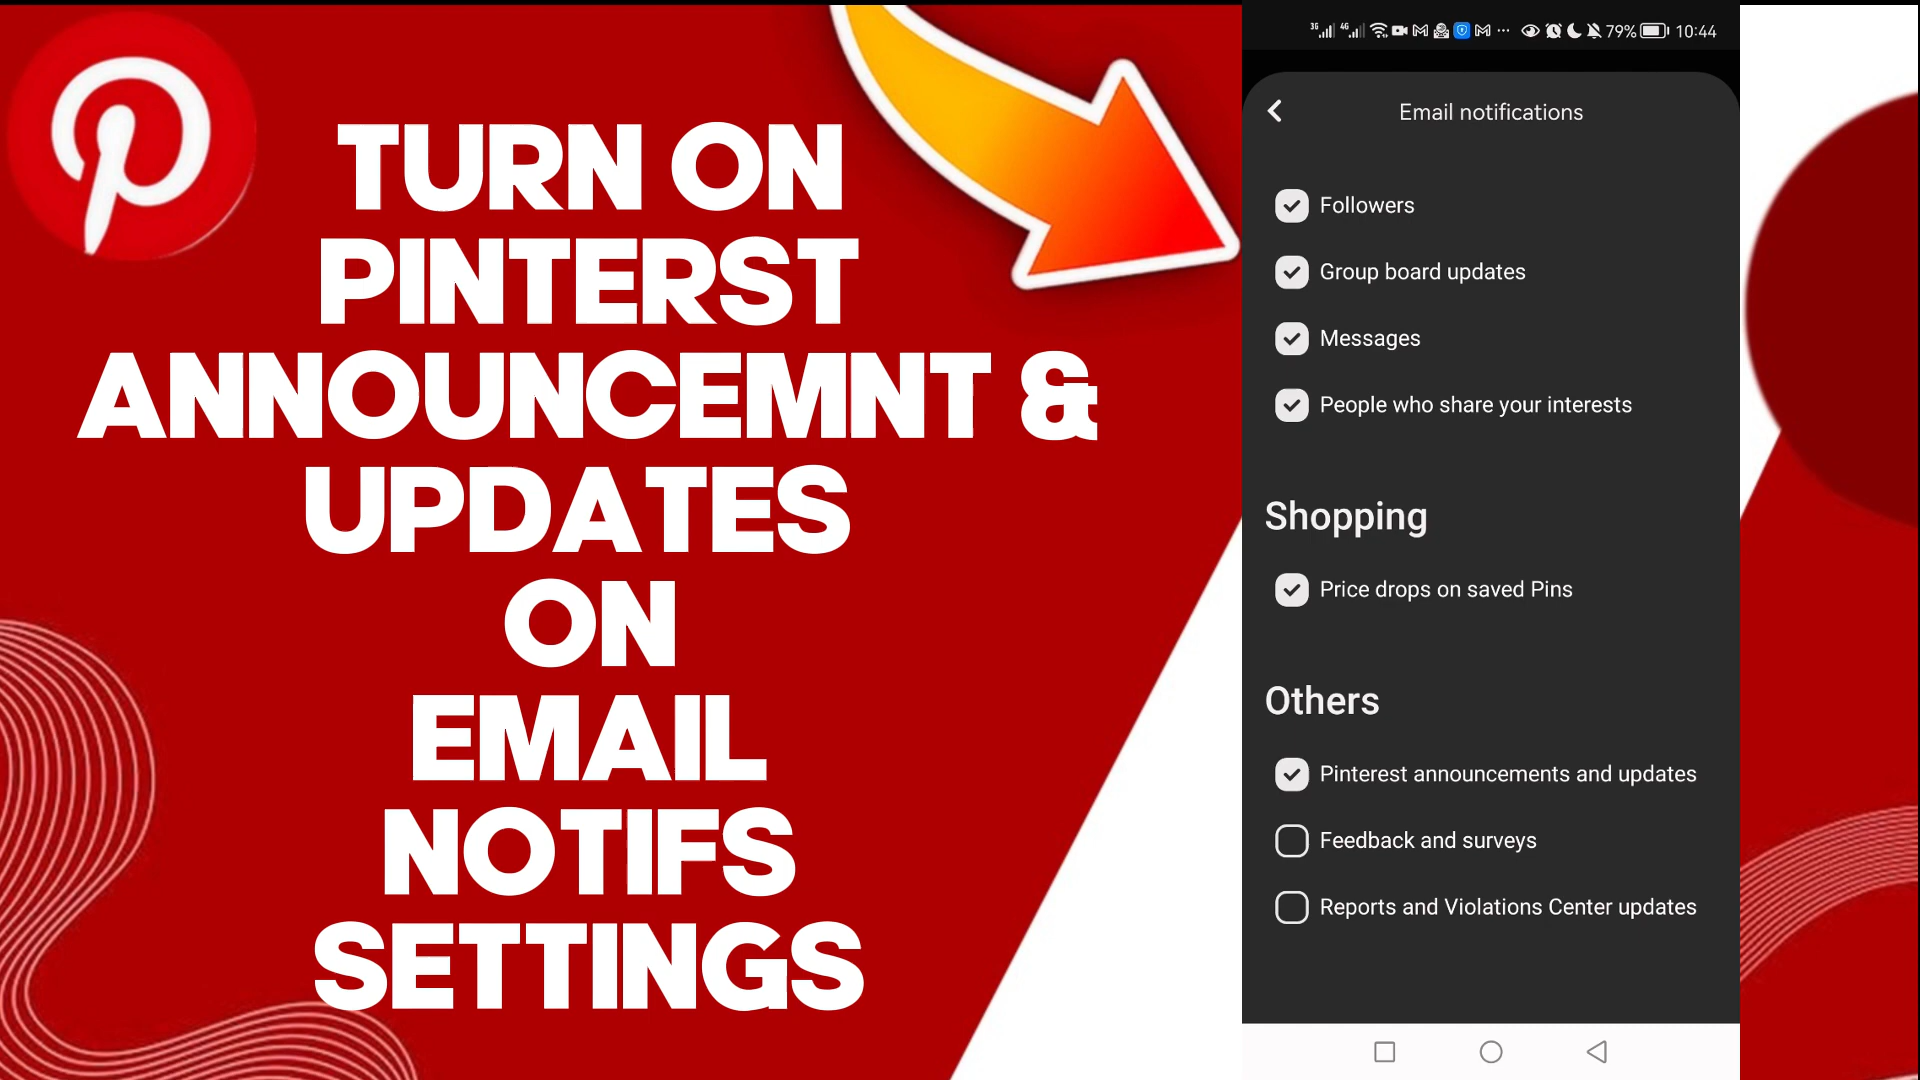 TURN ON
PINTERST
ANNOUNCEMNT &
UPDATES
ON
EMAIL
NOTIFS
SETTINGS
3G 4G 79% 10:44
Email notifications
Followers
Group board updates
Messages
People who share your interests
Shopping
Price drops on saved Pins
Others
Pinterest announcements and updates
Feedback and surveys
Reports and Violations Center updates